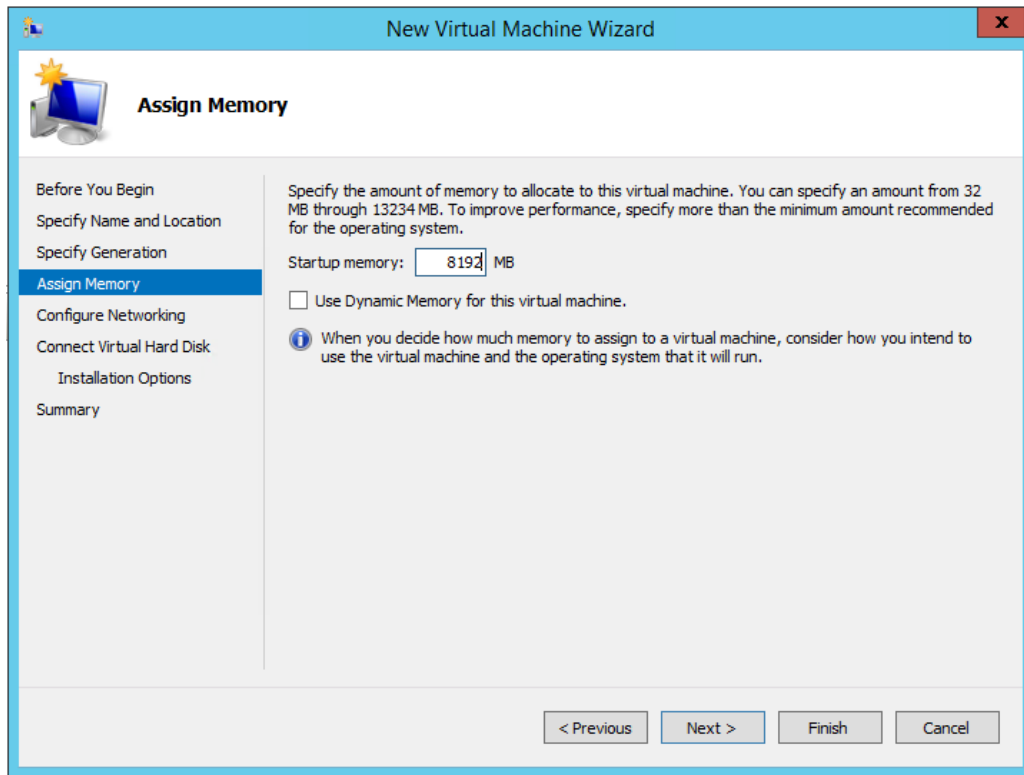 New Virtual Machine Wizard
x
Assign Memory
Before You Begin
Specify Name and Location
Specify Generation
Assign Memory
Configure Networking
Connect Virtual Hard Disk
Installation Options
Summary
Specify the amount of memory to allocate to this virtual machine. You can specify an amount from 32
MB through 13234 MB. To improve performance, specify more than the minimum amount recommended
for the operating system.
Startup memory: 8192 MB
Use Dynamic Memory for this virtual machine.
When you decide how much memory to assign to a virtual machine, consider how you intend to
use the virtual machine and the operating system that it will run.
< Previous Next > Finish Cancel